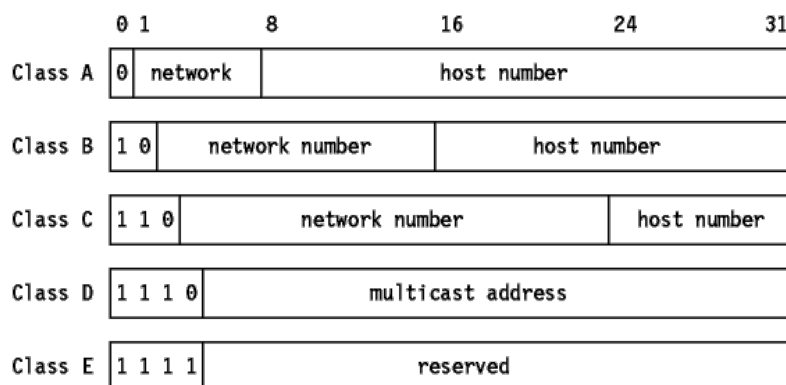 0 1 8 16 24 31
Class A 0 network host number
Class B 1 0 network number host number
Class C 1 1 0 network number host number
Class D 1 1 1 0 multicast address
Class E 1 1 1 1 reserved